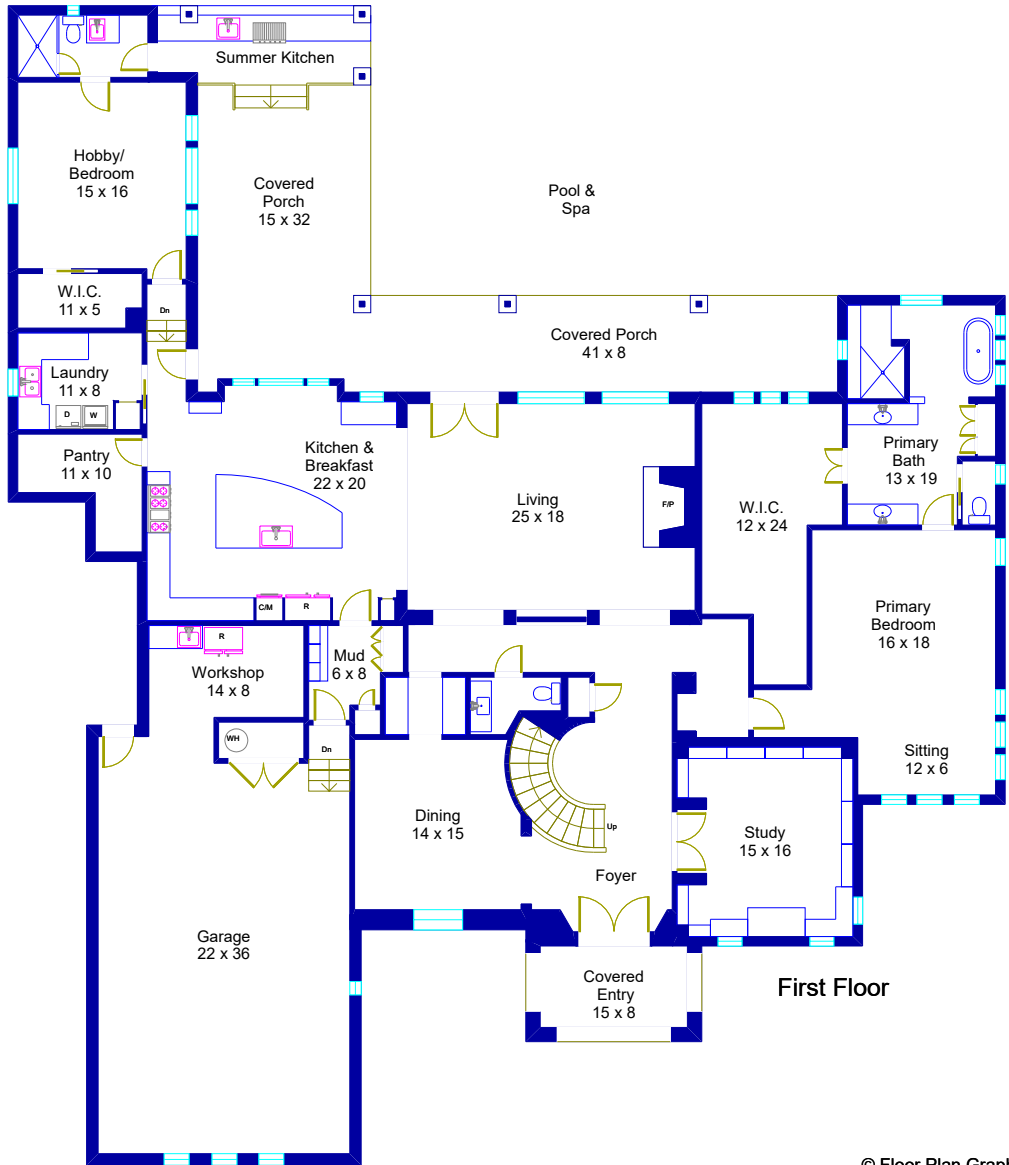 Summer Kitchen
Hobby/
Bedroom
15 x 16
Covered
Porch
15 x 32
Pool &
Spa
W.I.C.
11 x 5
Dn
Covered Porch
41 x 8
Laundry
11 x 8
D
W
Pantry
11 x 10
Kitchen &
Breakfast
22 x 20
Living
25 x 18
F/P
W.I.C.
12 x 24
Primary
Bath
13 x 19
C/M
R
Primary
Bedroom
16 x 18
R
Workshop
14 x 8
Mud
6 x 8
WH
Dn
Sitting
12 x 6
Dining
14 x 15
Up
Study
15 x 16
Foyer
Garage
22 x 36
Covered
Entry
15 x 8
First Floor
© Floor Plan Graph